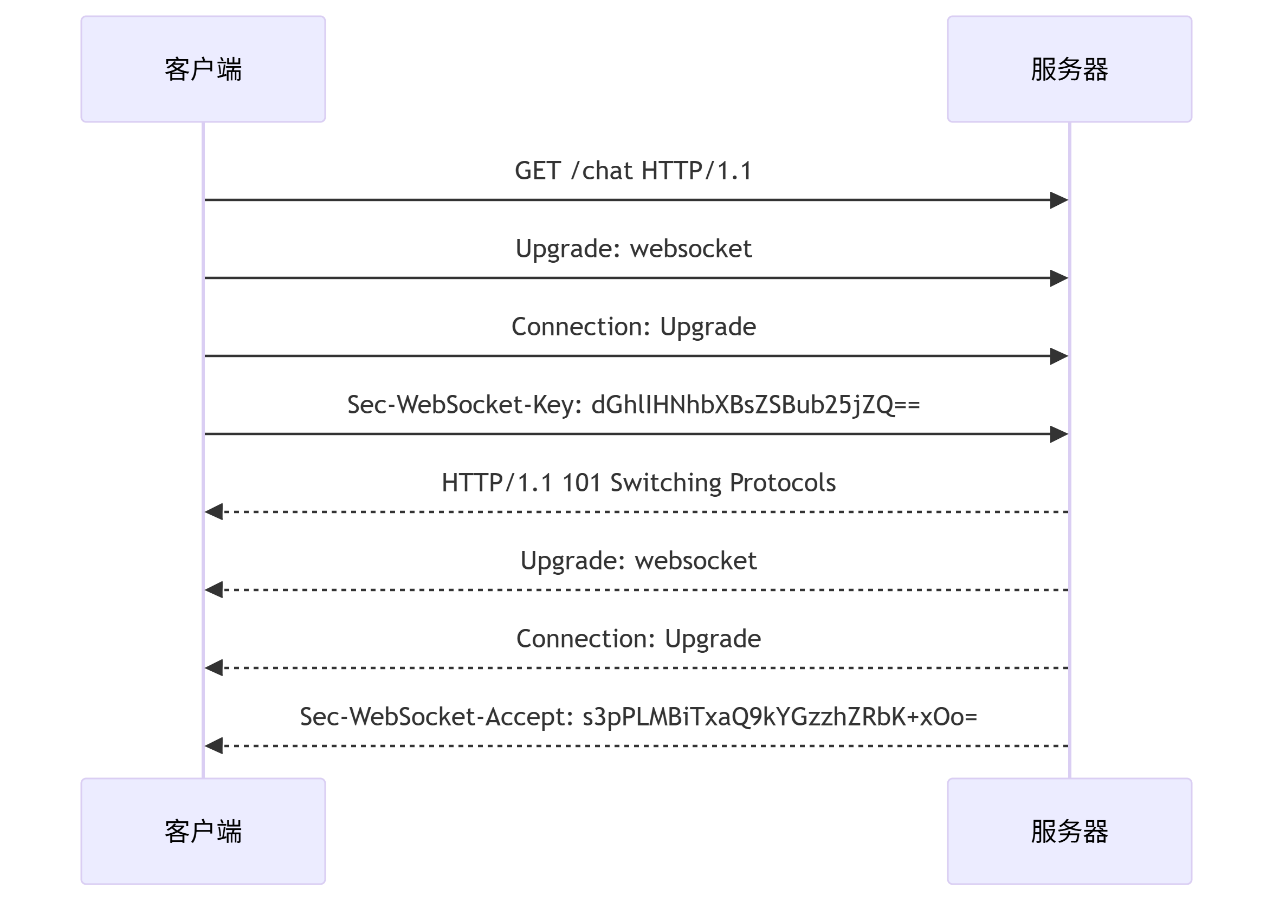 客户端
服务器
GET /chat HTTP/1.1
Upgrade: websocket
Connection: Upgrade
Sec-WebSocket-Key: dGhlIHNhbXBsZSBub25jZQ==
HTTP/1.1 101 Switching Protocols
Upgrade: websocket
Connection: Upgrade
Sec-WebSocket-Accept: s3pPLMBiTxaQ9kYGzzhZRbK+xOo=
客户端
服务器